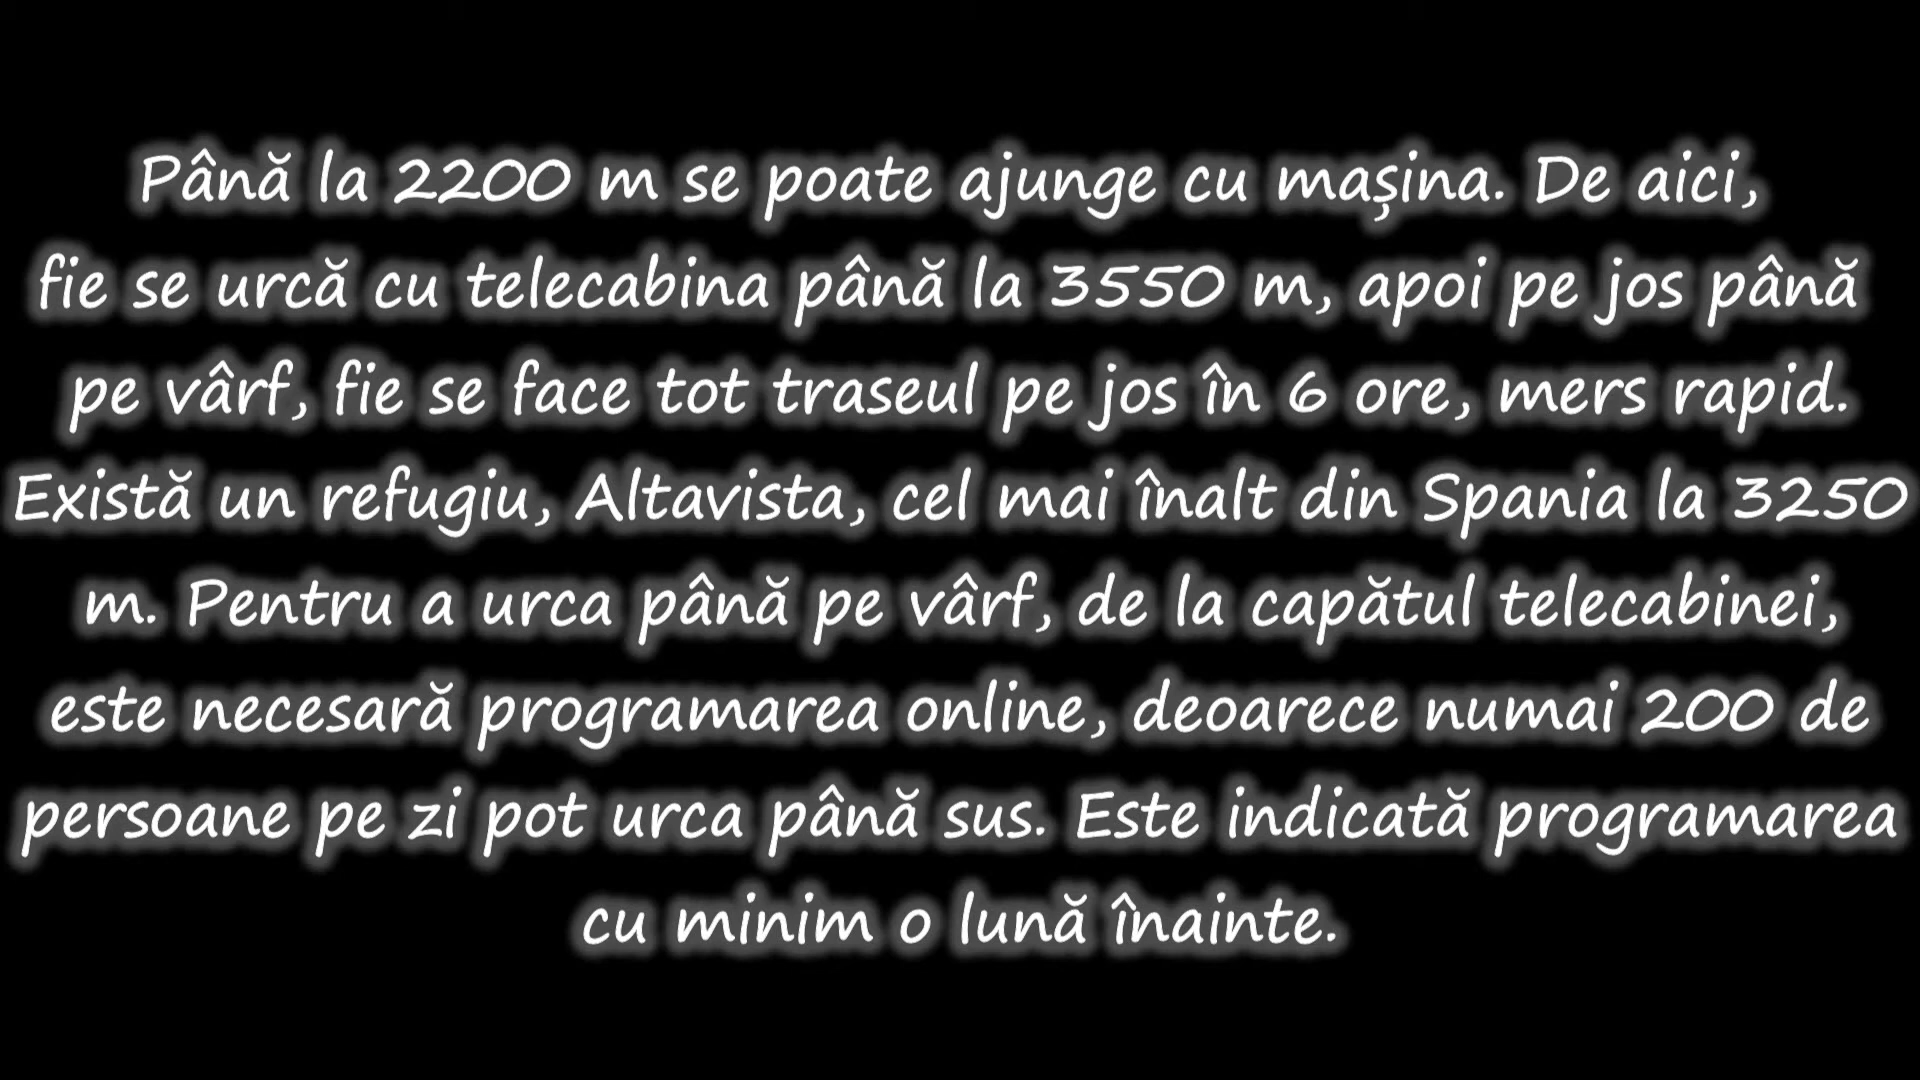 Până la 2200 m se poate ajunge cu mașina. De aici,
fie se urcă cu telecabina până la 3550 m, apoi pe jos până
pe vârf, fie se face tot traseul pe jos în 6 ore, mers rapid.
Există un refugiu, Altavista, cel mai înalt din Spania la 3250
m. Pentru a urca până pe vârf, de la capătul telecabinei,
este necesară programarea online, deoarece numai 200 de
persoane pe zi pot urca până sus. Este indicată programarea
cu minim o lună înainte.